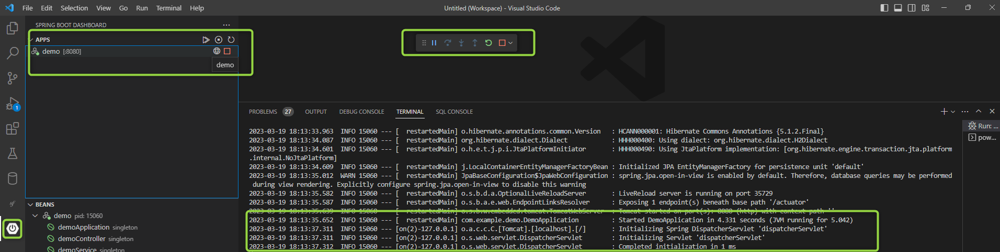 File Edit Selection View Go Run Terminal Help
Untitled (Workspace) - Visual Studio Code
SPRING BOOT DASHBOARD
APPS
demo [:8080]
demo
1
BEANS
demo pid: 15060
demoApplication singleton
demoController singleton
demoService singleton
PROBLEMS 27 OUTPUT DEBUG CONSOLE TERMINAL SQL CONSOLE
2023-03-19 18:13:33.963  INFO 15060 --- [  restartedMain] o.hibernate.annotations.common.Version   : HCANN000001: Hibernate Commons Annotations {5.1.2.Final}
2023-03-19 18:13:34.087  INFO 15060 --- [  restartedMain] org.hibernate.dialect.Dialect            : HHH000400: Using dialect: org.hibernate.dialect.H2Dialect
2023-03-19 18:13:34.601  INFO 15060 --- [  restartedMain] o.h.e.t.j.p.i.JtaPlatformInitiator       : HHH000490: Using JtaPlatform implementation: [org.hibernate.engine.transaction.jta.platform
.internal.NoJtaPlatform]
2023-03-19 18:13:34.609  INFO 15060 --- [  restartedMain] j.LocalContainerEntityManagerFactoryBean : Initialized JPA EntityManagerFactory for persistence unit 'default'
2023-03-19 18:13:35.012  WARN 15060 --- [  restartedMain] JpaBaseConfiguration$JpaWebConfiguration : spring.jpa.open-in-view is enabled by default. Therefore, database queries may be performed
during view rendering. Explicitly configure spring.jpa.open-in-view to disable this warning
2023-03-19 18:13:35.582  INFO 15060 --- [  restartedMain] o.s.b.d.a.OptionalLiveReloadServer       : LiveReload server is running on port 35729
2023-03-19 18:13:35.587  INFO 15060 --- [  restartedMain] o.s.b.a.e.web.EndpointLinksResolver      : Exposing 1 endpoint(s) beneath base path '/actuator'
2023-03-19 18:13:35.639  INFO 15060 --- [  restartedMain] o.s.b.w.embedded.tomcat.TomcatWebServer  : Tomcat started on port(s): 8080 (http) with context path ''
2023-03-19 18:13:35.652  INFO 15060 --- [  restartedMain] com.example.demo.DemoApplication         : Started DemoApplication in 4.331 seconds (JVM running for 5.042)
2023-03-19 18:13:37.311  INFO 15060 --- [on(2)-127.0.0.1] o.a.c.c.C.[Tomcat].[localhost].[/]       : Initializing Spring DispatcherServlet 'dispatcherServlet'
2023-03-19 18:13:37.311  INFO 15060 --- [on(2)-127.0.0.1] o.s.web.servlet.DispatcherServlet        : Initializing Servlet 'dispatcherServlet'
2023-03-19 18:13:37.312  INFO 15060 --- [on(2)-127.0.0.1] o.s.web.servlet.DispatcherServlet        : Completed initialization in 1 ms
Run: ...
pow...